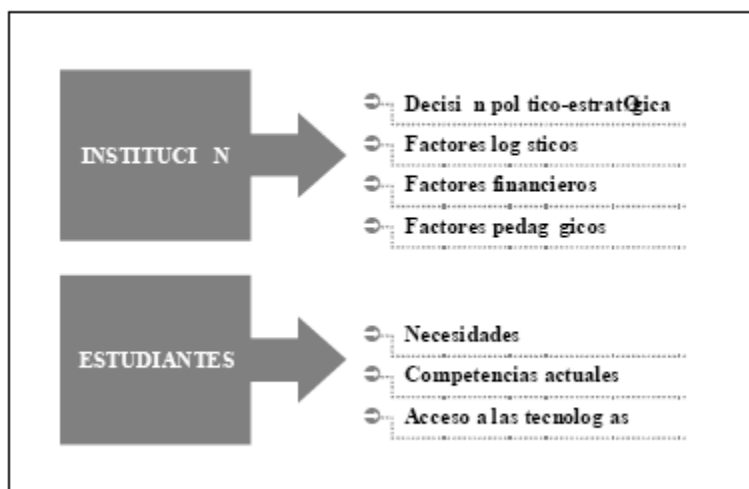 INSTITUCI N
Decisi n pol tico-estratØgica
Factores log sticos
Factores financieros
Factores pedag gicos
ESTUDIANTES
Necesidades
Competencias actuales
Acceso a las tecnolog as